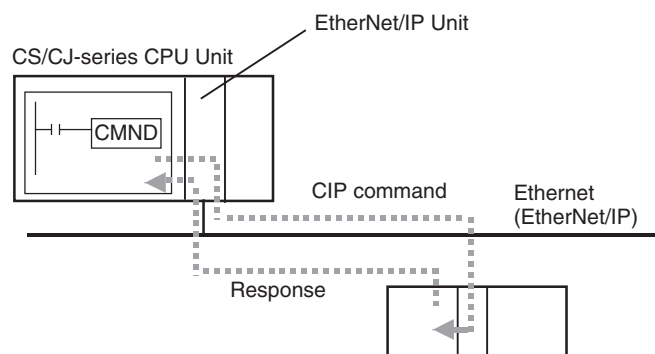 EtherNet/IP Unit
CS/CJ-series CPU Unit
CMND
CIP command
Ethernet
(EtherNet/IP)
Response